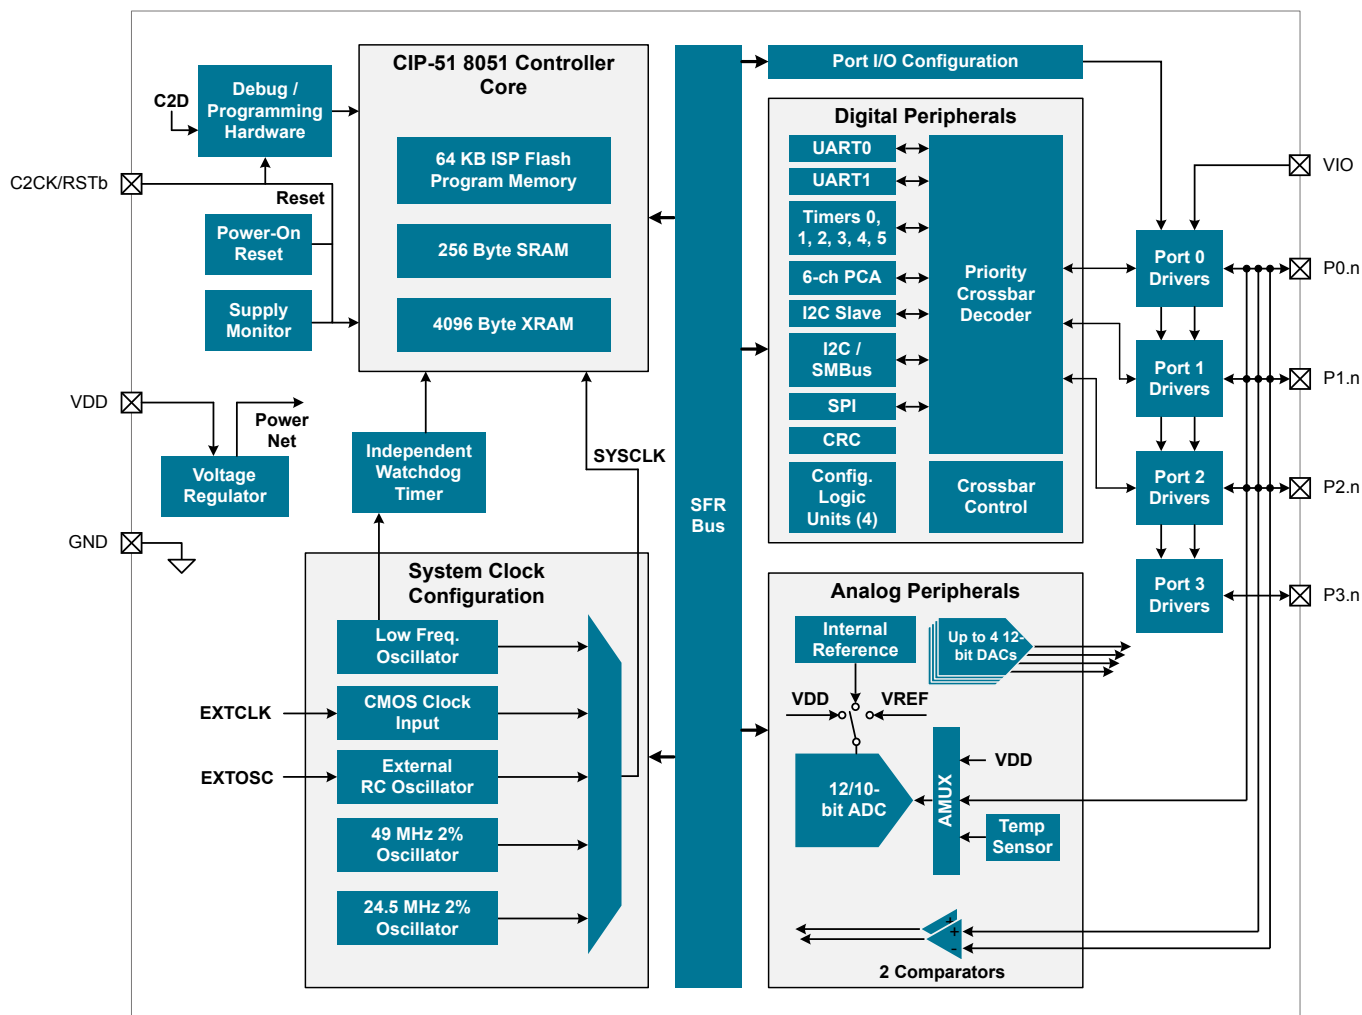 CIP-51 8051 Controller
Core
64 KB ISP Flash
Program Memory
256 Byte SRAM
4096 Byte XRAM
C2D
Debug /
Programming
Hardware
C2CK/RSTb
Reset
Power-On
Reset
Supply
Monitor
VDD
Power
Net
Voltage
Regulator
GND
Independent
Watchdog
Timer
SYSCLK
System Clock
Configuration
Low Freq.
Oscillator
EXTCLK
CMOS Clock
Input
EXTOSC
External
RC Oscillator
49 MHz 2%
Oscillator
24.5 MHz 2%
Oscillator
SFR
Bus
Port I/O Configuration
Digital Peripherals
UART0
UART1
Timers 0,
1, 2, 3, 4, 5
6-ch PCA
I2C Slave
I2C /
SMBus
SPI
CRC
Config.
Logic
Units (4)
Priority
Crossbar
Decoder
Crossbar
Control
Analog Peripherals
Internal
Reference
Up to 4 12-
bit DACs
VDD
VREF
12/10-
bit ADC
AMUX
VDD
Temp
Sensor
+
+
-
2 Comparators
Port 0
Drivers
Port 1
Drivers
Port 2
Drivers
Port 3
Drivers
VIO
P0.n
P1.n
P2.n
P3.n